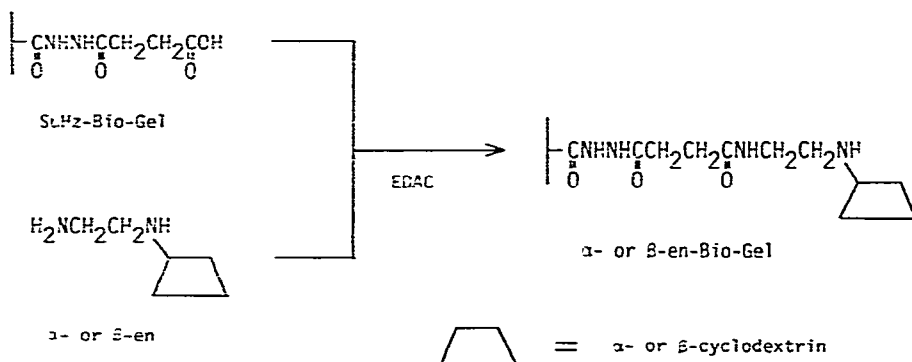 CNHNHCCH₂CH₂COH
O O O
SuHz-Bio-Gel
EDAC
H₂NCH₂CH₂NH
α- or β-en
CNHNHCCH₂CH₂CNHCH₂CH₂NH
O O O
α- or β-en-Bio-Gel
= α- or β-cyclodextrin